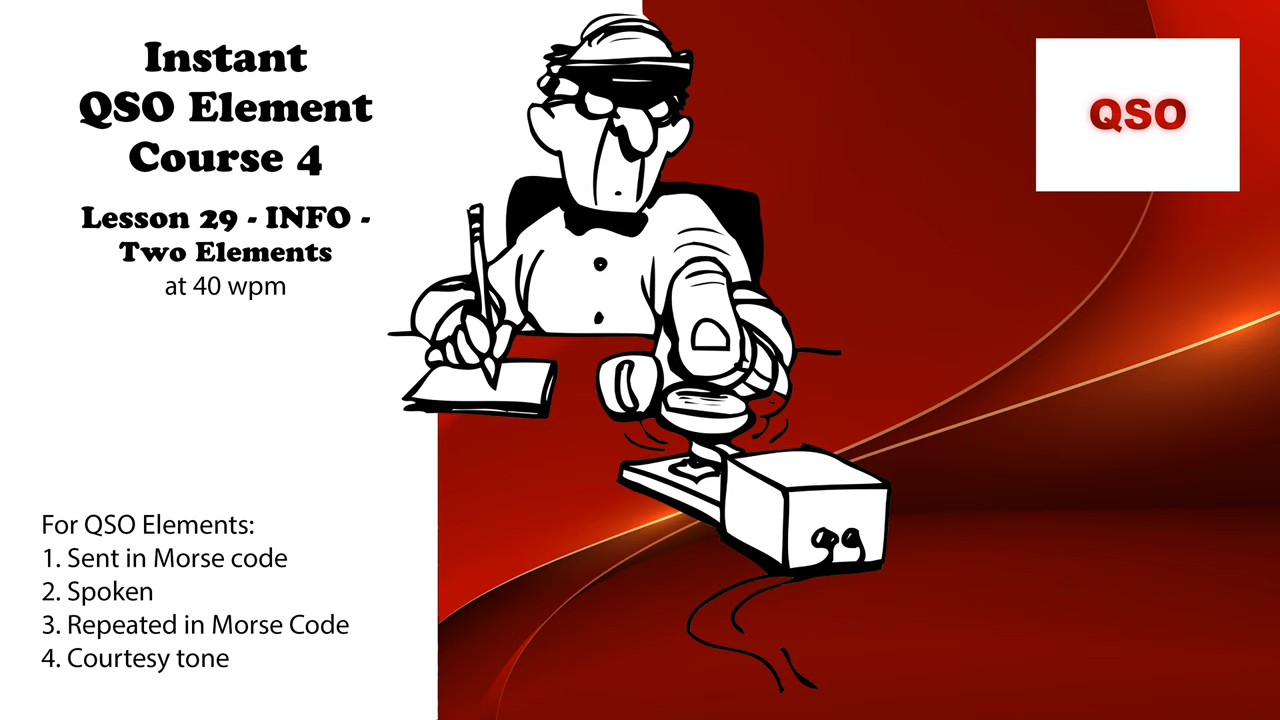 Instant
QSO Element
Course 4
Lesson 29 - INFO -
Two Elements
at 40 wpm
QSO
For QSO Elements:
1. Sent in Morse code
2. Spoken
3. Repeated in Morse Code
4. Courtesy tone